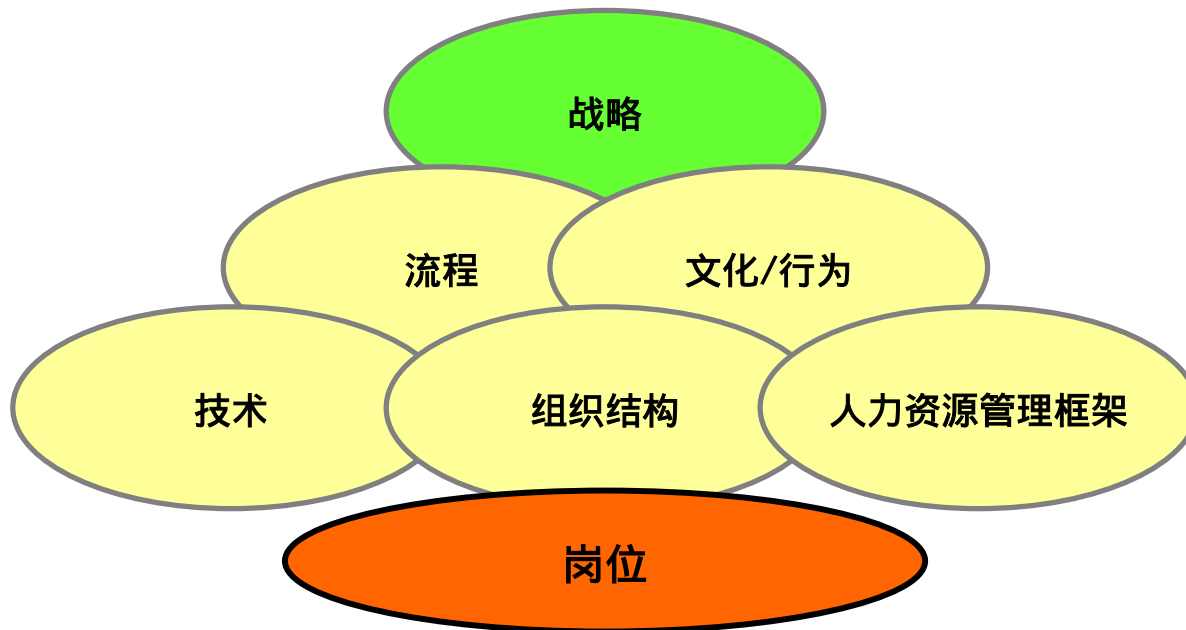 战略
流程
文化/行为
技术
组织结构
人力资源管理框架
岗位